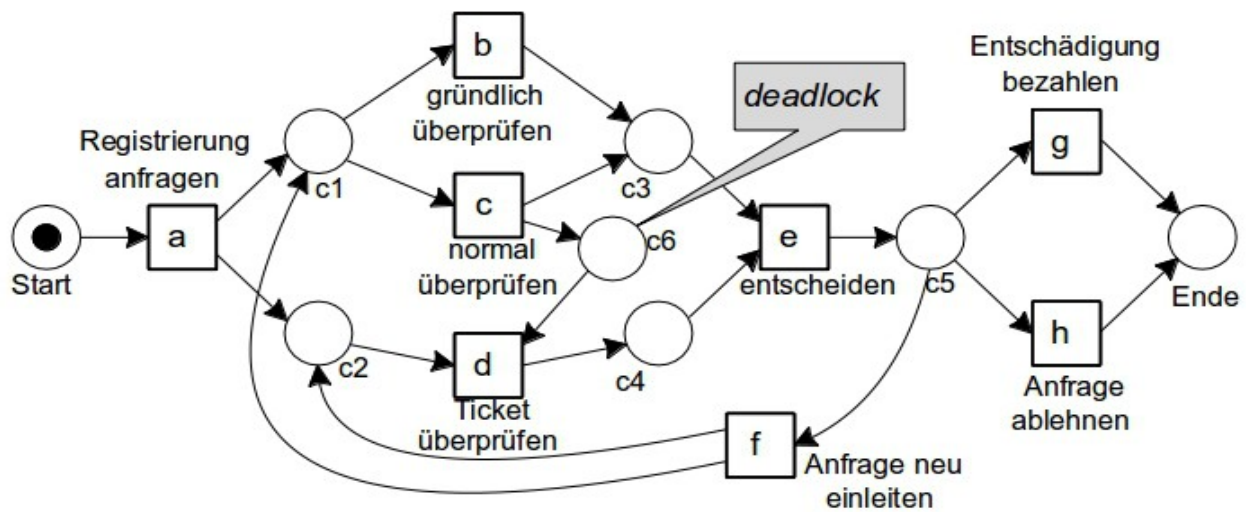 b
gründlich
überprüfen
deadlock
Entschädigung
bezahlen
g
Registrierung
anfragen
c1
c3
c
normal
überprüfen
c6
Start
a
e
entscheiden
c5
Ende
c2
d
Ticket
überprüfen
c4
h
Anfrage
ablehnen
f
Anfrage neu
einleiten